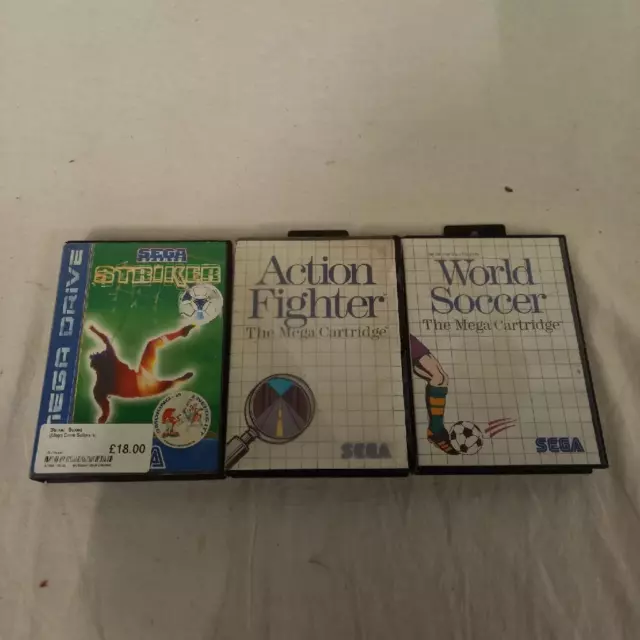 MEGA DRIVE
SEGA
STRIKER
£18.00
Action
Fighter
The Mega Cartridge
SEGA
World
Soccer
The Mega Cartridge
SEGA